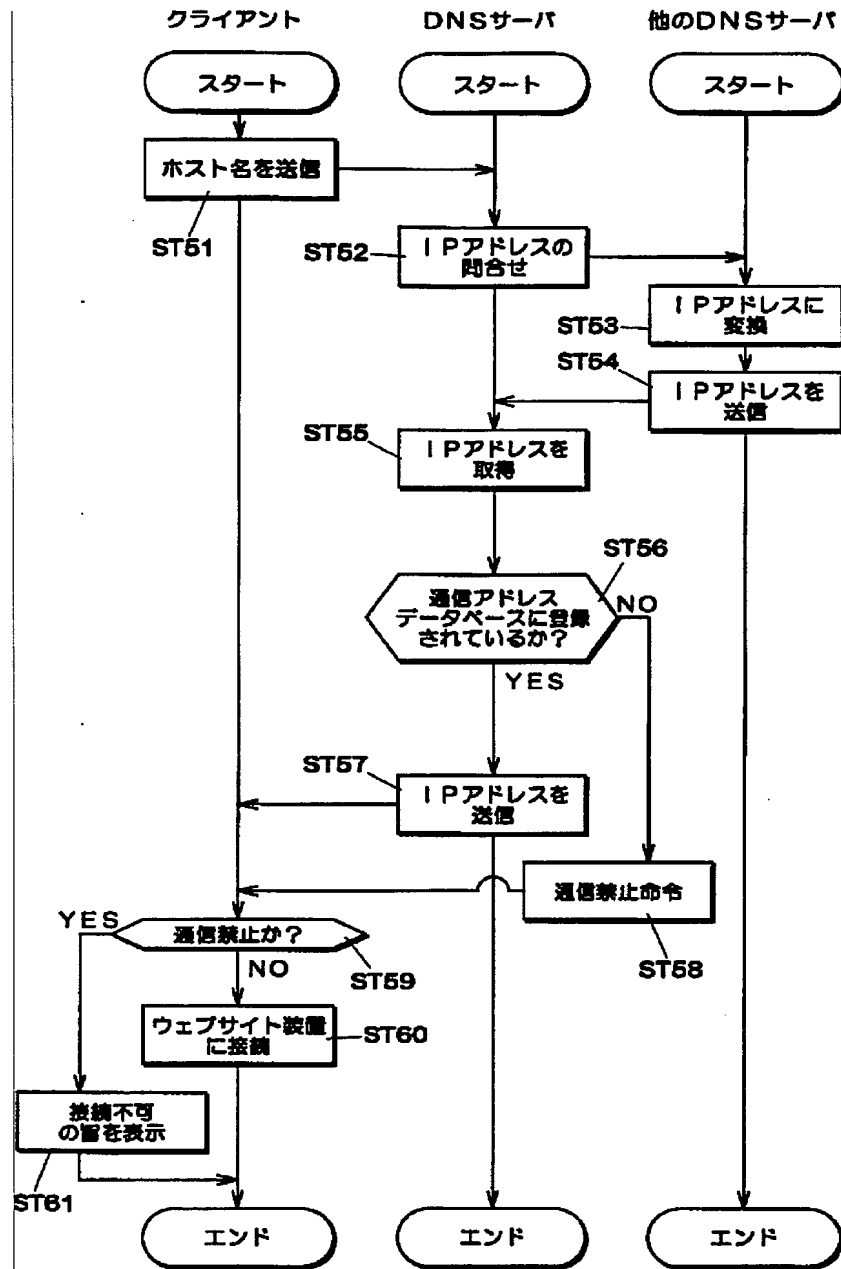 クライアント
DNSサーバ
他のDNSサーバ
スタート
スタート
スタート
ホスト名を送信
ST51
ST52
IPアドレスの
問合せ
ST53
IPアドレスに
変換
ST54
IPアドレスを
送信
ST55
IPアドレスを
取得
ST56
通信アドレス
データベースに登録
されているか?
NO
YES
ST57
IPアドレスを
送信
通信禁止命令
ST58
YES
通信禁止か?
ST59
NO
ウェブサイト装置
に接続
ST60
接続不可
の旨を表示
ST61
エンド
エンド
エンド